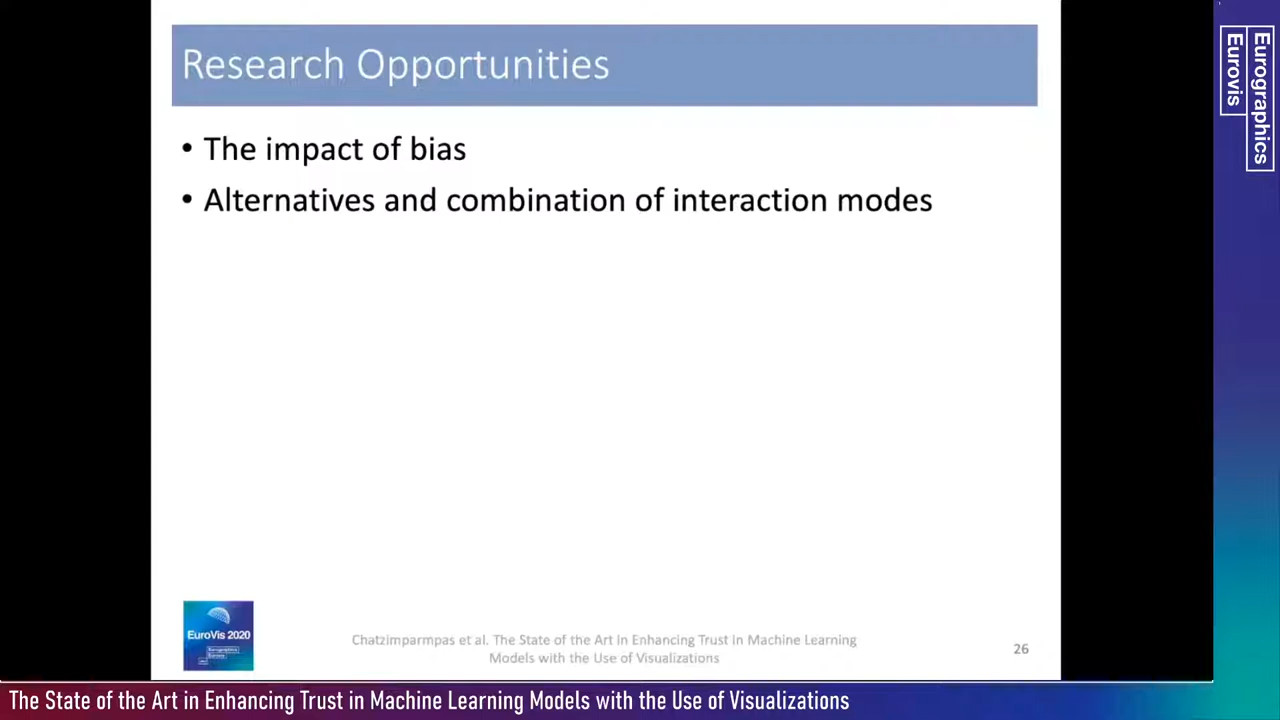 Research Opportunities
• The impact of bias
• Alternatives and combination of interaction modes
EuroVis 2020
Chatzimparmpas et al. The State of the Art in Enhancing Trust in Machine Learning
Models with the Use of Visualizations
26
Eurographics
Eurovis
The State of the Art in Enhancing Trust in Machine Learning Models with the Use of Visualizations